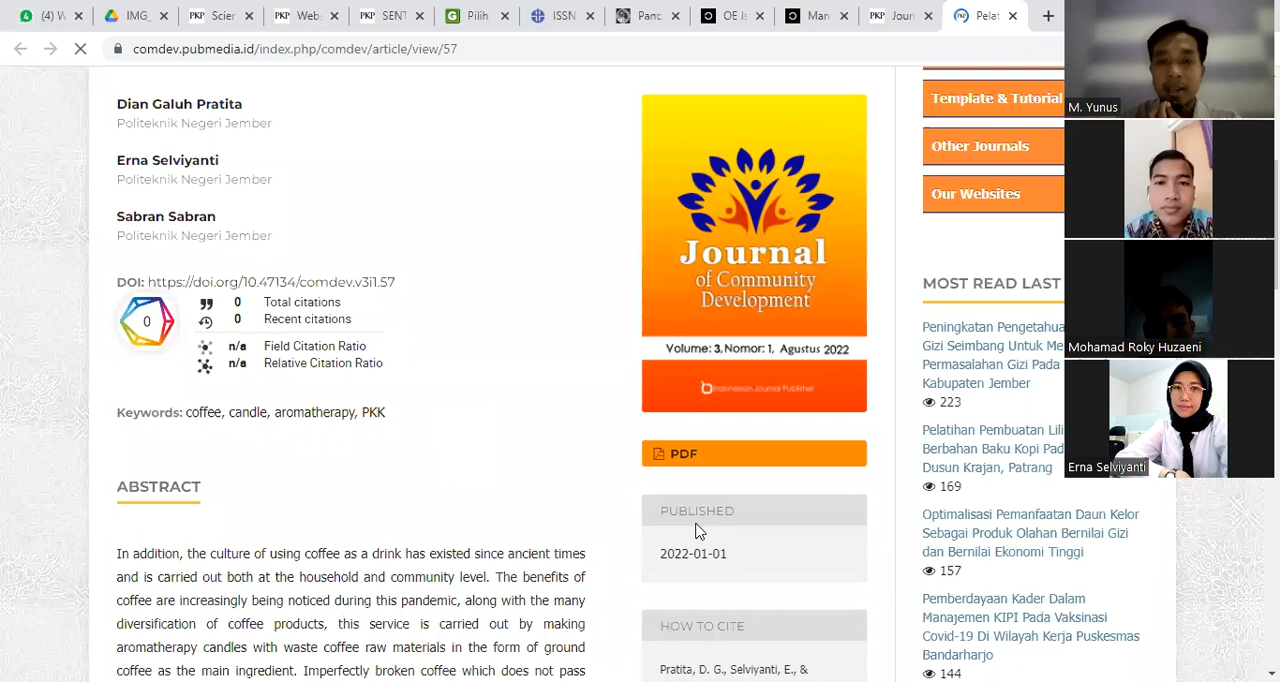 (4) W
IMG_
PKP Scier
PKP Webs
PKP SENT
Pilih
ISSN
Panc
OE Is
Man
PKP Jour
Pelat
comdev.pubmedia.id/index.php/comdev/article/view/57
Dian Galuh Pratita
Politeknik Negeri Jember
Erna Selviyanti
Politeknik Negeri Jember
Sabran Sabran
Politeknik Negeri Jember
DOI: https://doi.org/10.47134/comdev.v3i1.57
0
0 Total citations
0 Recent citations
n/a Field Citation Ratio
n/a Relative Citation Ratio
Keywords: coffee, candle, aromatherapy, PKK
ABSTRACT
In addition, the culture of using coffee as a drink has existed since ancient times
and is carried out both at the household and community level. The benefits of
coffee are increasingly being noticed during this pandemic, along with the many
diversification of coffee products, this service is carried out by making
aromatherapy candles with waste coffee raw materials in the form of ground
coffee as the main ingredient. Imperfectly broken coffee which does not pass
Journal
of Community
Development
Volume: 3, Nomor: 1, Agustus 2022
Indonesian Journal Publisher
PDF
PUBLISHED
2022-01-01
HOW TO CITE
Pratita, D. G., Selviyanti, E., &
Template & Tutorial
Other Journals
Our Websites
MOST READ LAST
Peningkatan Pengetahua
Gizi Seimbang Untuk Me
Permasalahan Gizi Pada
Kabupaten Jember
223
Pelatihan Pembuatan Lili
Berbahan Baku Kopi Pad
Dusun Krajan, Patrang
169
Optimalisasi Pemanfaatan Daun Kelor
Sebagai Produk Olahan Bernilai Gizi
dan Bernilai Ekonomi Tinggi
157
Pemberdayaan Kader Dalam
Manajemen KIPI Pada Vaksinasi
Covid-19 Di Wilayah Kerja Puskesmas
Bandarharjo
144
M. Yunus
Mohamad Roky Huzaeni
Erna Selviyanti